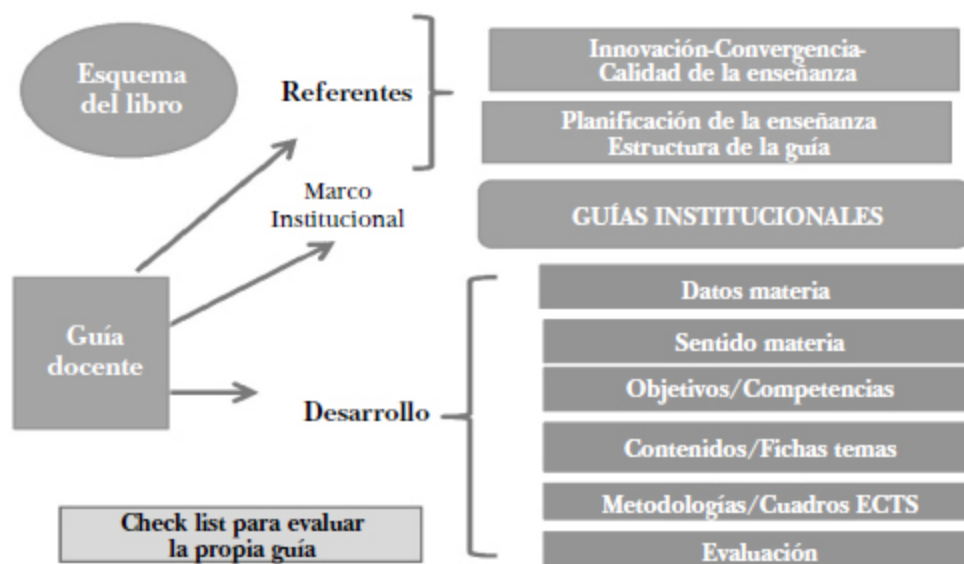 Esquema
del libro
Referentes
Innovación-Convergencia-
Calidad de la enseñanza
Planificación de la enseñanza
Estructura de la guía
Marco
Institucional
GUÍAS INSTITUCIONALES
Guía
docente
Desarrollo
Datos materia
Sentido materia
Objetivos/Competencias
Contenidos/Fichas temas
Metodologías/Cuadros ECTS
Evaluación
Check list para evaluar
la propia guía